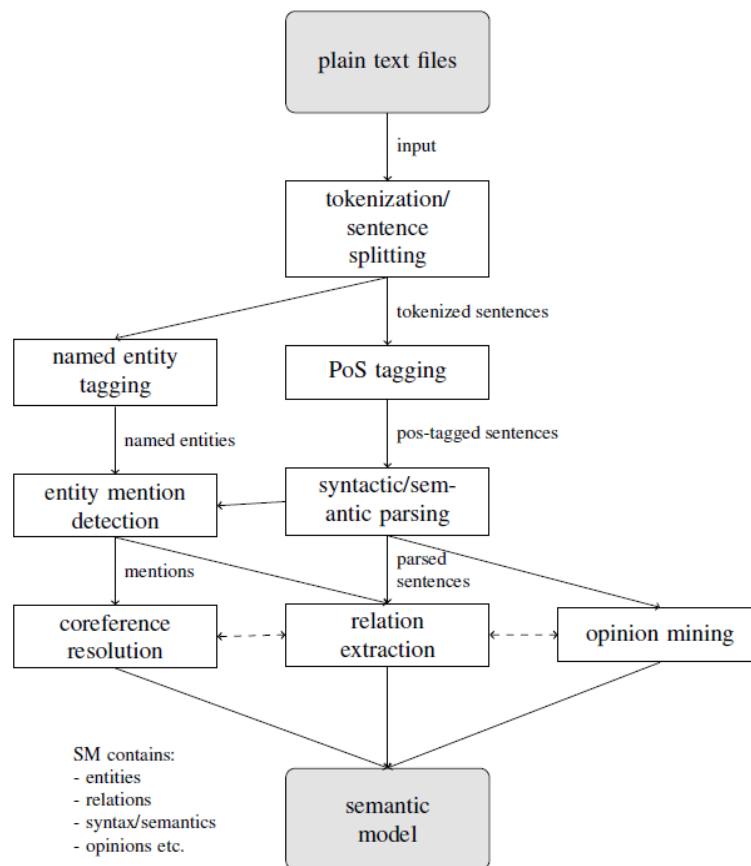 plain text files
input
tokenization/
sentence
splitting
tokenized sentences
named entity
tagging
PoS tagging
named entities
pos-tagged sentences
entity mention
detection
syntactic/sem-
antic parsing
mentions
parsed
sentences
coreference
resolution
relation
extraction
opinion mining
SM contains:
- entities
- relations
- syntax/semantics
- opinions etc.
semantic
model